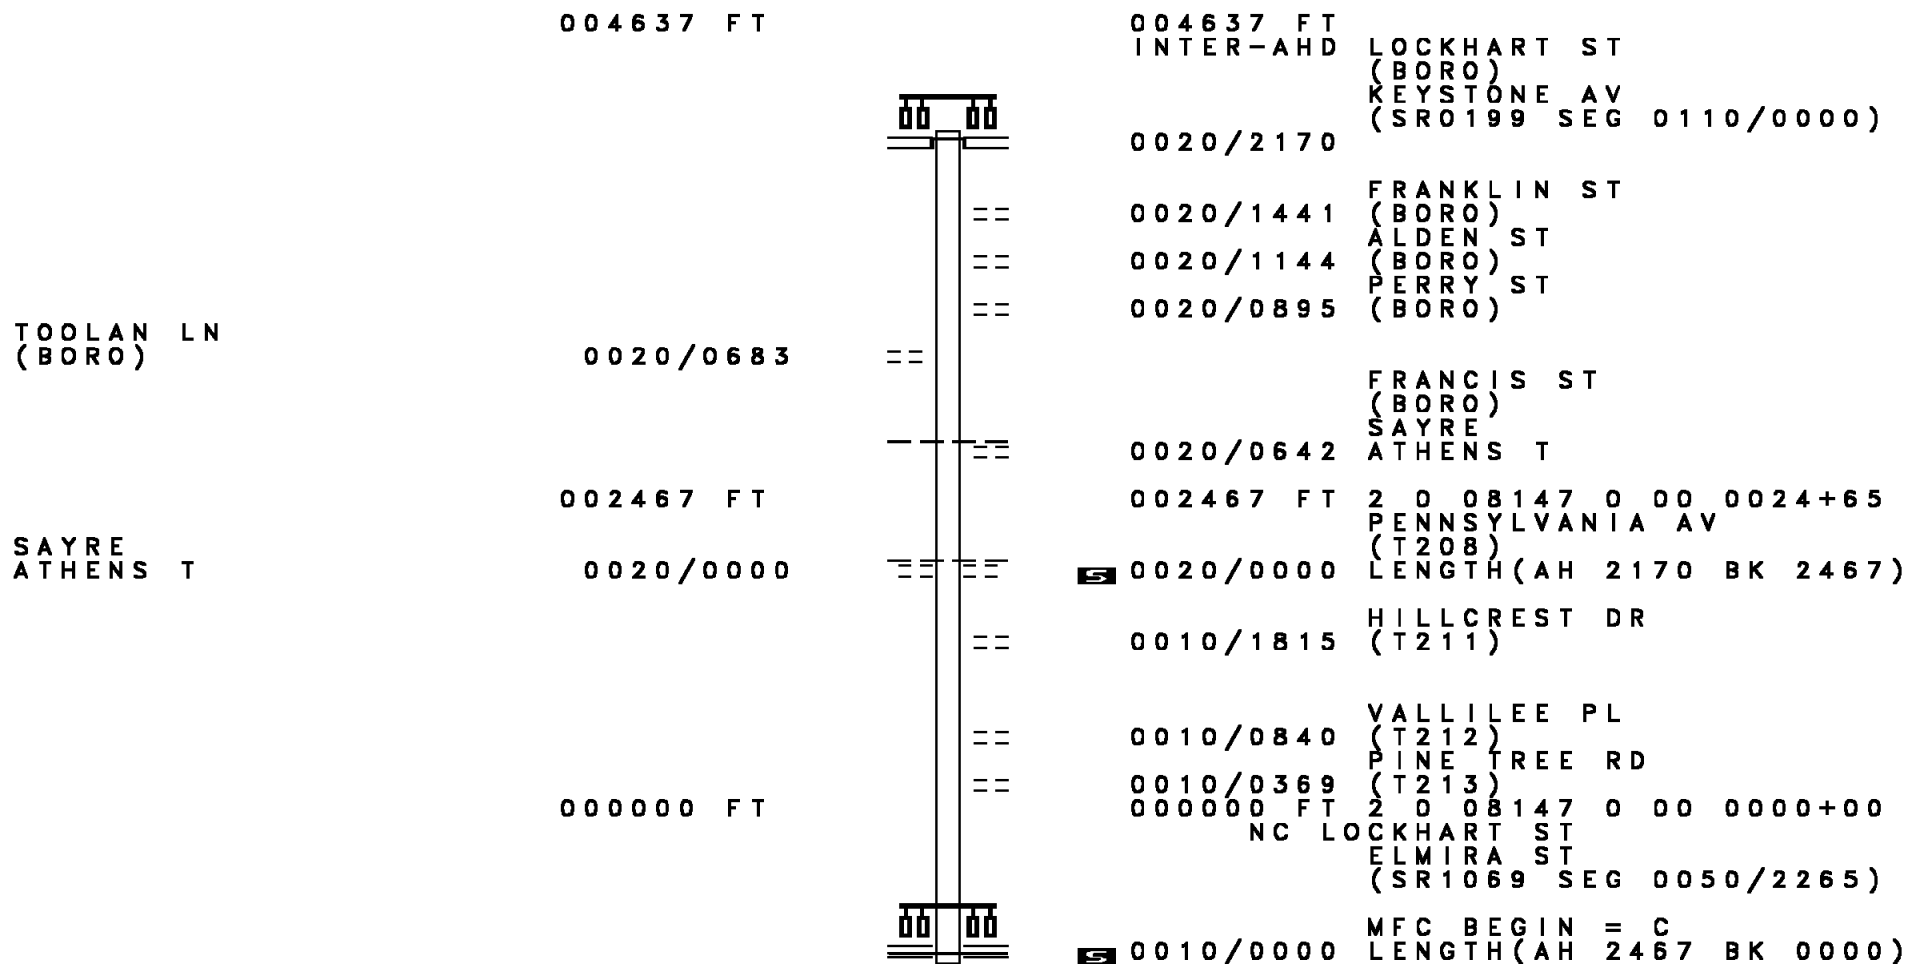 004637 FT 004637 FT
INTER-AHD LOCKHART ST
(BORO)
KEYSTONE AV
(SR0199 SEG 0110/0000)
0020/2170
FRANKLIN ST
0020/1441 (BORO)
ALDEN ST
0020/1144 (BORO)
PERRY ST
0020/0895 (BORO)
TOOLAN LN
(BORO) 0020/0683
FRANCIS ST
(BORO)
SAYRE
0020/0642 ATHENS T
002467 FT 002467 FT 2 0 08147 0 00 0024+65
PENNSYLVANIA AV
SAYRE (T208)
ATHENS T 0020/0000 S 0020/0000 LENGTH(AH 2170 BK 2467)
HILLCREST DR
0010/1815 (T211)
VALLILEE PL
0010/0840 (T212)
PINE TREE RD
0010/0369 (T213)
000000 FT 000000 FT 2 0 08147 0 00 0000+00
NC LOCKHART ST
ELMIRA ST
(SR1069 SEG 0050/2265)
MFC BEGIN = C
S 0010/0000 LENGTH(AH 2467 BK 0000)